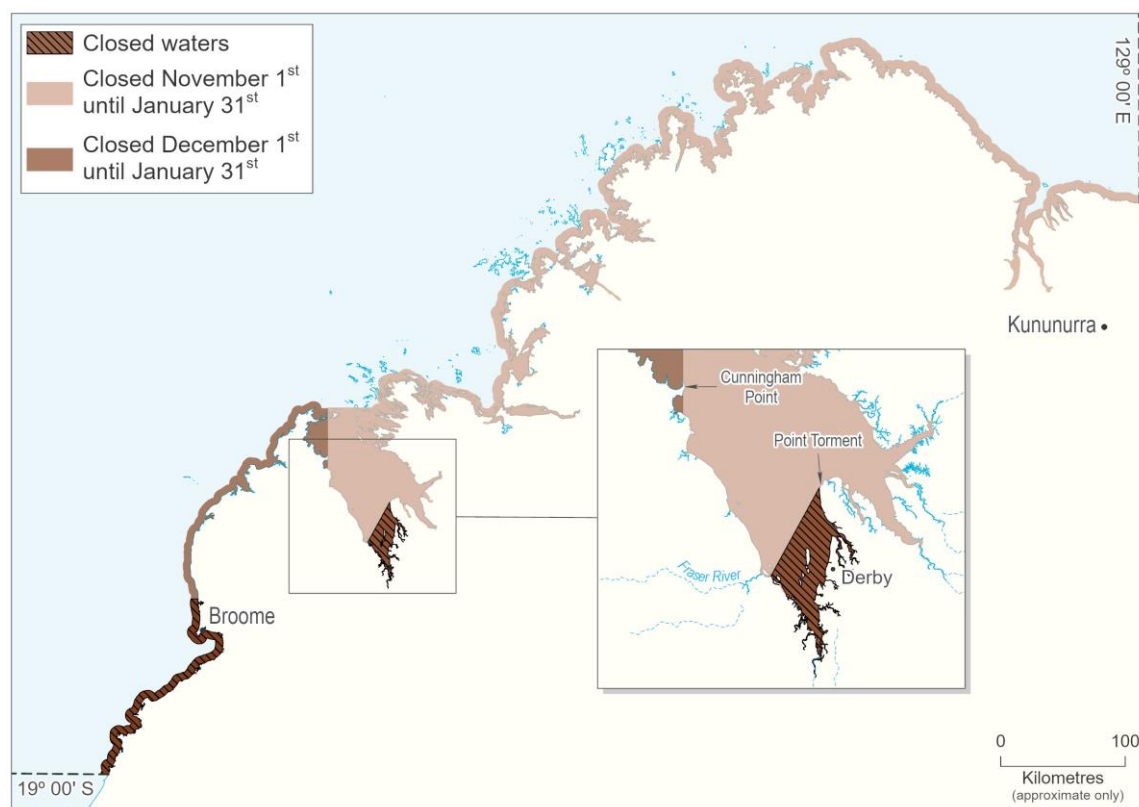 Closed waters
Closed November 1st
until January 31st
Closed December 1st
until January 31st
129° 00' E
Kununurra
Cunningham
Point
Point Torment
Fraser River
Derby
Broome
0 100
Kilometres
(approximate only)
19° 00' S